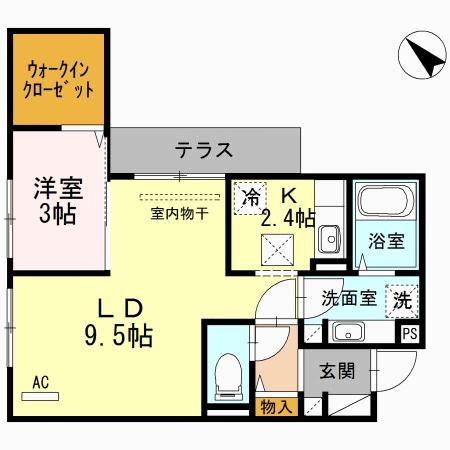 ウォークイン
クローゼット
テラス
洋室
3帖
室内物干
冷
K
2.4帖
浴室
LD
9.5帖
洗面室
洗
PS
玄関
AC
物入